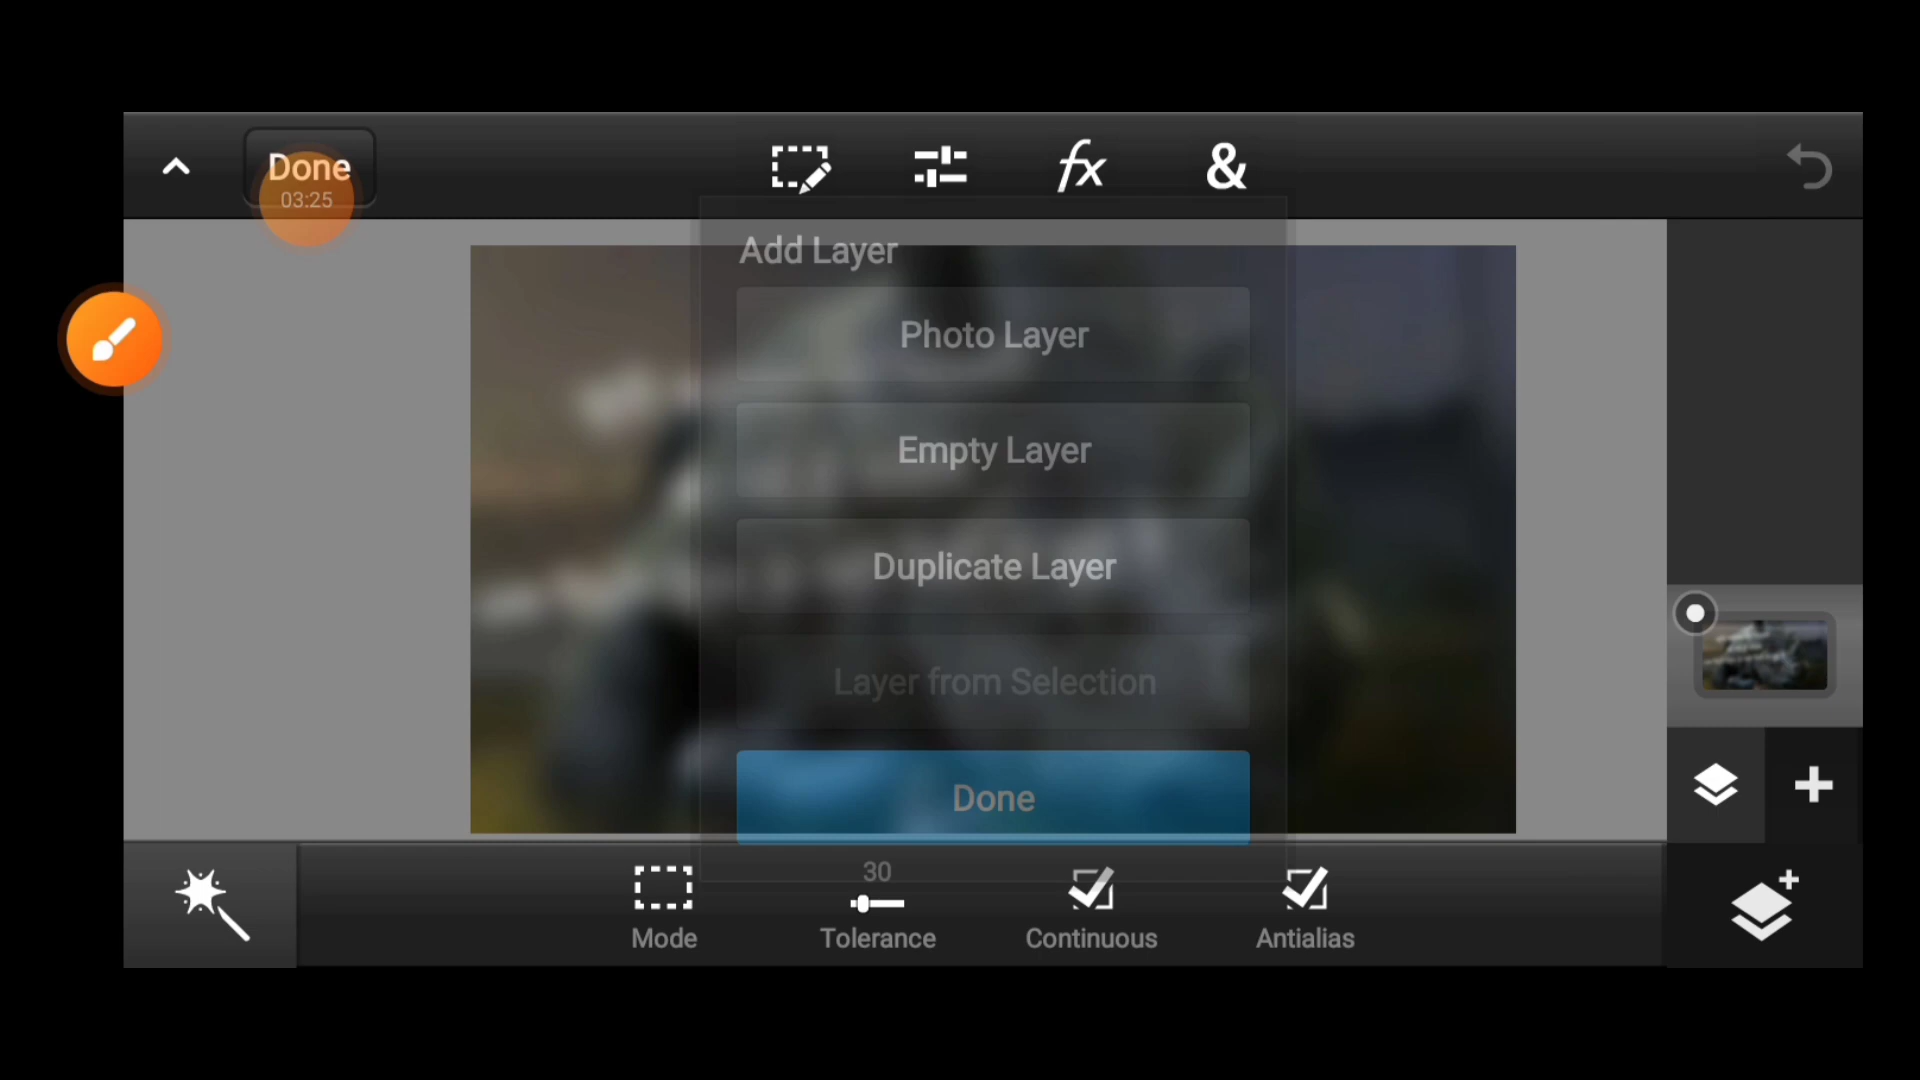 Done
03:25
fx
&
Add Layer
Photo Layer
Empty Layer
Duplicate Layer
Layer from Selection
Done
30
Mode
Tolerance
Continuous
Antialias